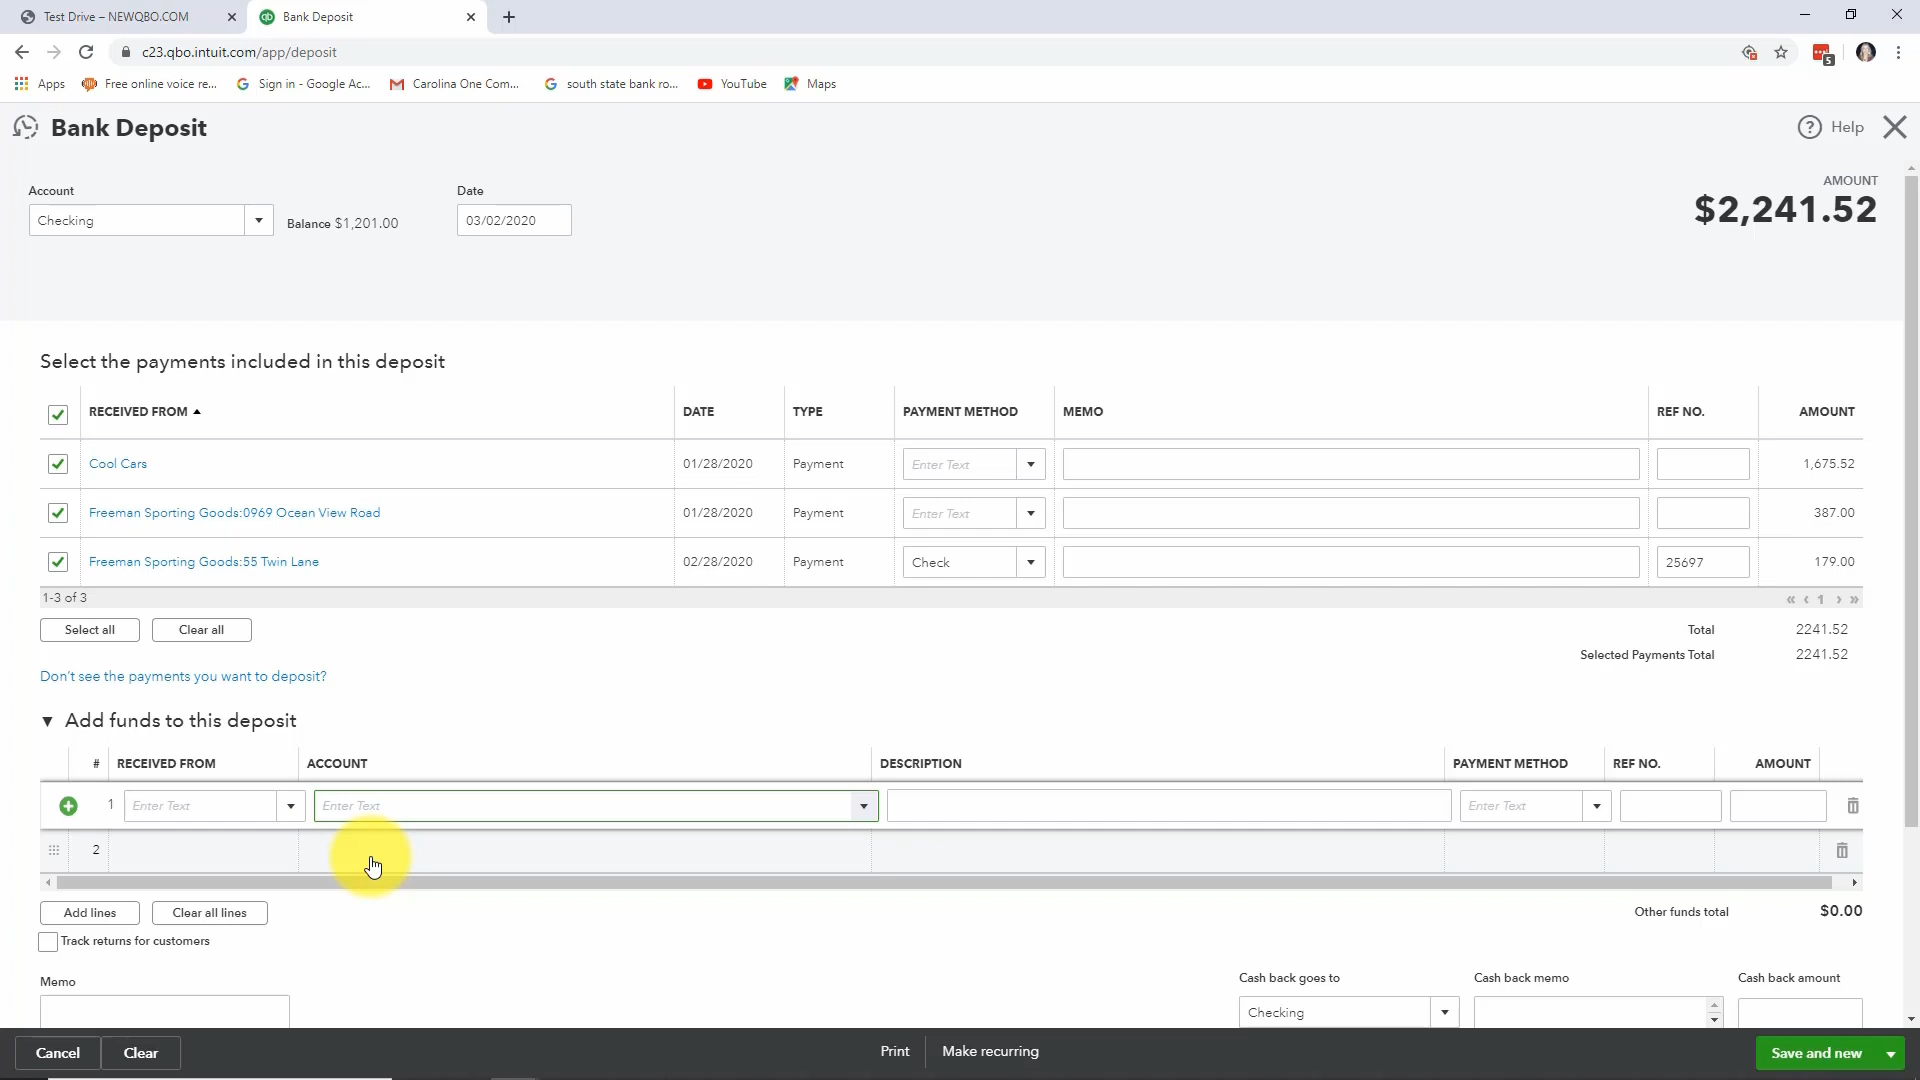 Test Drive – NEWQBO.COM
Bank Deposit
c23.qbo.intuit.com/app/deposit
5
Apps
Free online voice re...
Sign in - Google Ac...
Carolina One Com...
south state bank ro...
YouTube
Maps
Bank Deposit
Help
Account
Date
AMOUNT
Checking
Balance $1,201.00
03/02/2020
$2,241.52
Select the payments included in this deposit
RECEIVED FROM DATE TYPE PAYMENT METHOD MEMO REF NO. AMOUNT
Cool Cars 01/28/2020 Payment Enter Text 1,675.52
Freeman Sporting Goods:0969 Ocean View Road 01/28/2020 Payment Enter Text 387.00
Freeman Sporting Goods:55 Twin Lane 02/28/2020 Payment Check 25697 179.00
1-3 of 3 « ‹ 1 › »
Select all Clear all Total 2241.52
Selected Payments Total 2241.52
Don't see the payments you want to deposit?
Add funds to this deposit
# RECEIVED FROM ACCOUNT DESCRIPTION PAYMENT METHOD REF NO. AMOUNT
1 Enter Text Enter Text Enter Text
2
Add lines Clear all lines Other funds total $0.00
Track returns for customers
Memo Cash back goes to Cash back memo Cash back amount
Checking
Cancel Clear Print Make recurring Save and new